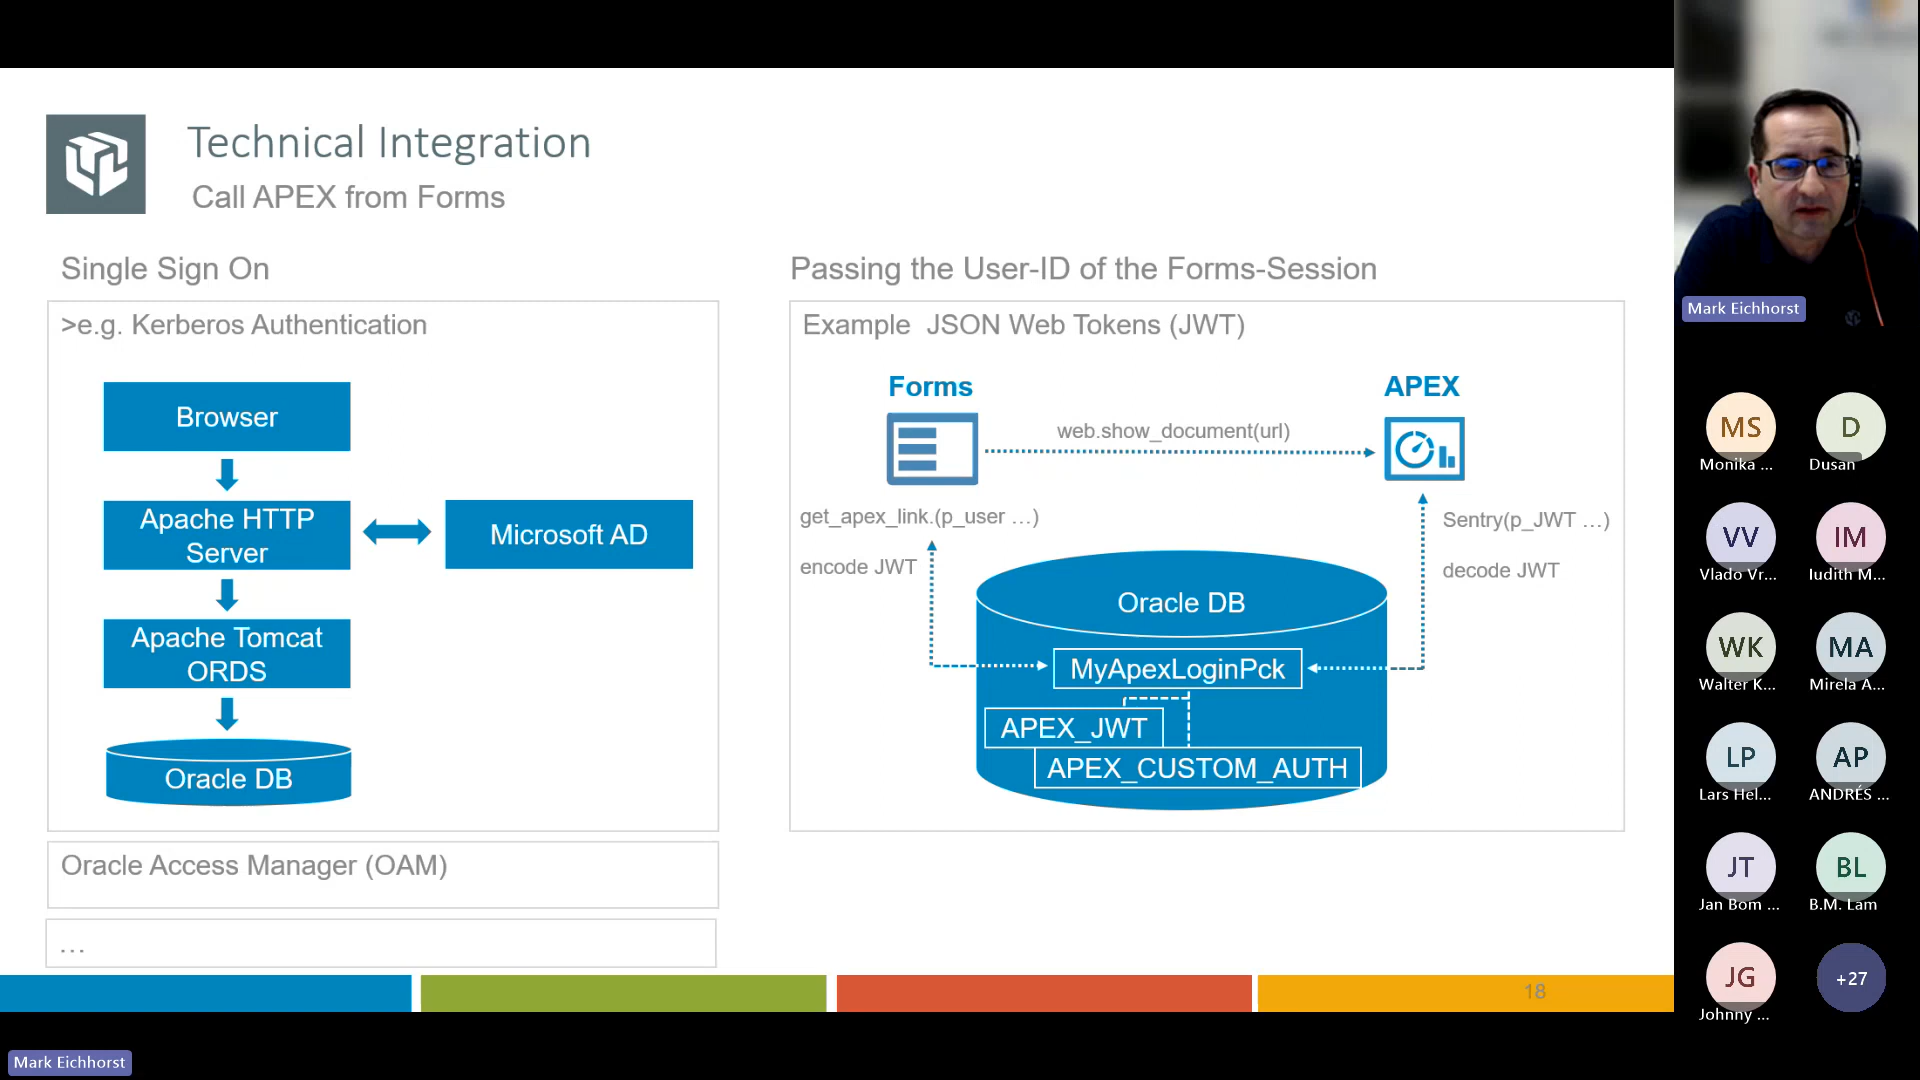 Technical Integration
Call APEX from Forms
Single Sign On
>e.g. Kerberos Authentication
Browser
Apache HTTP
Server
Microsoft AD
Apache Tomcat
ORDS
Oracle DB
Oracle Access Manager (OAM)
...
Passing the User-ID of the Forms-Session
Example JSON Web Tokens (JWT)
Forms
APEX
web.show_document(url)
get_apex_link.(p_user ...)
encode JWT
Sentry(p_JWT ...)
decode JWT
Oracle DB
MyApexLoginPck
APEX_JWT
APEX_CUSTOM_AUTH
18
Mark Eichhorst
Mark Eichhorst
MS
Monika ...
D
Dusan
VV
Vlado Vr...
IM
Iudith M...
WK
Walter K...
MA
Mirela A...
LP
Lars Hel...
AP
ANDRÉS ...
JT
Jan Bom ...
BL
B.M. Lam
JG
Johnny ...
+27